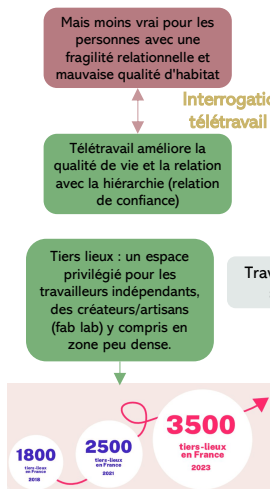 Mais moins vrai pour les
personnes avec une
fragilité relationnelle et
mauvaise qualité d'habitat
télétravail
Télétravail améliore la
qualité de vie et la relation
avec la hiérarchie (relation
de confiance)
Tiers lieux : un espace
privilégié pour les
travailleurs indépendants,
des créateurs/artisans
(fab lab) y compris en
zone peu dense.
1800
tiers-lieux
en France
2018
2500
tiers-lieux
en France
2021
3500
tiers-lieux
en France
2023